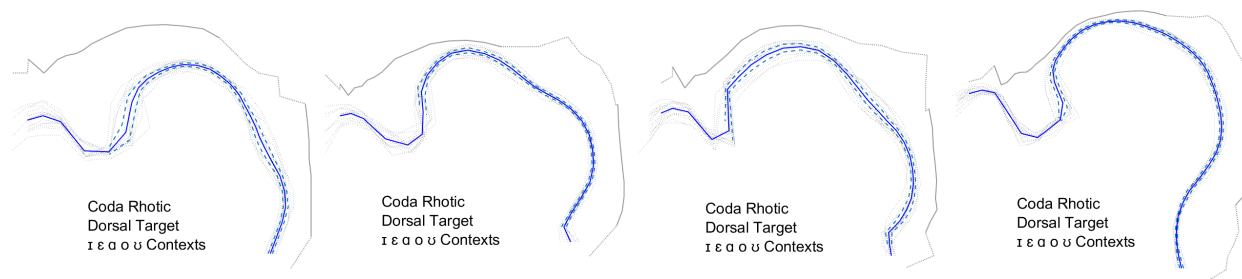 Coda Rhotic
Dorsal Target
ɪ ɛ ɑ o ʊ Contexts
Coda Rhotic
Dorsal Target
ɪ ɛ ɑ o ʊ Contexts
Coda Rhotic
Dorsal Target
ɪ ɛ ɑ o ʊ Contexts
Coda Rhotic
Dorsal Target
ɪ ɛ ɑ o ʊ Contexts